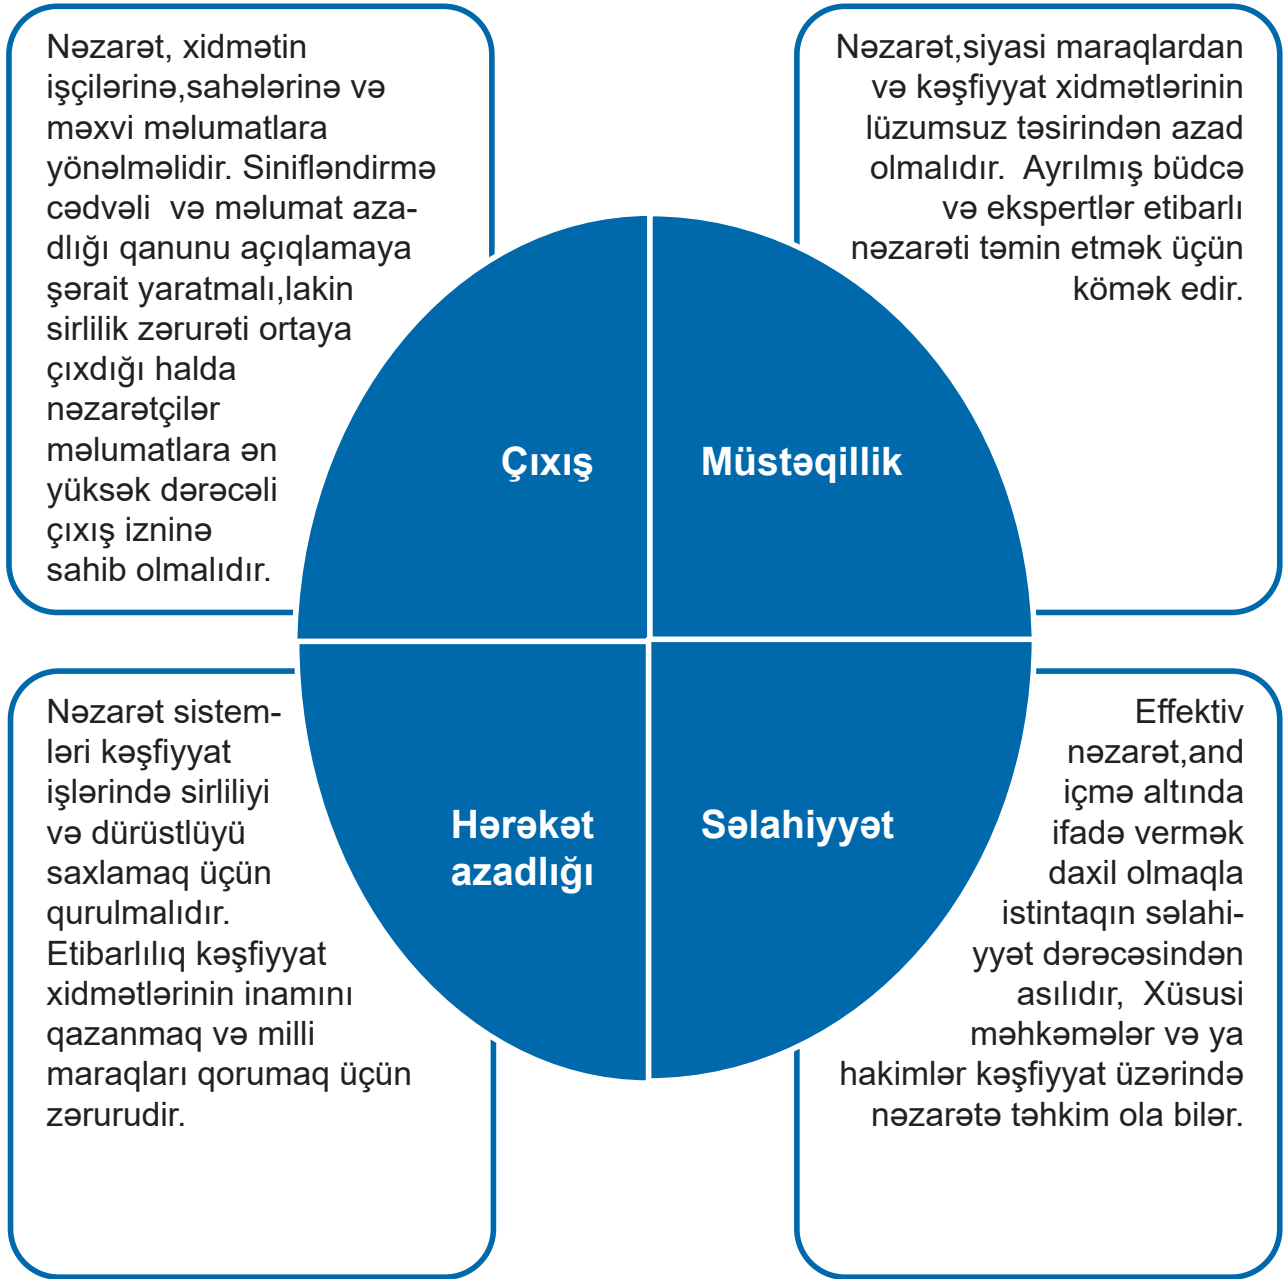 Nəzarət, xidmətin
işçilərinə,sahələrinə və
məxvi məlumatlara
yönəlməlidir. Sinifləndirmə
cədvəli  və məlumat aza-
dlığı qanunu açıqlamaya
şərait yaratmalı,lakin
sirlilik zərurəti ortaya
çıxdığı halda
nəzarətçilər
məlumatlara ən
yüksək dərəcəli
çıxış izninə
sahib olmalıdır.
Nəzarət,siyasi maraqlardan
və kəşfiyyat xidmətlərinin
lüzumsuz təsirindən azad
olmalıdır.  Ayrılmış büdcə
və ekspertlər etibarlı
nəzarəti təmin etmək üçün
kömək edir.
Çıxış
Müstəqillik
Hərəkət
azadlığı
Səlahiyyət
Nəzarət sistem-
ləri kəşfiyyat
işlərində sirliliyi
və dürüstlüyü
saxlamaq üçün
qurulmalıdır.
Etibarlılıq kəşfiyyat
xidmətlərinin inamını
qazanmaq və milli
maraqları qorumaq üçün
zərurudir.
Effektiv
nəzarət,and
içmə altında
ifadə vermək
daxil olmaqla
istintaqın səlahi-
yyət dərəcəsindən
asılıdır,  Xüsusi
məhkəmələr və ya
hakimlər kəşfiyyat üzərində
nəzarətə təhkim ola bilər.